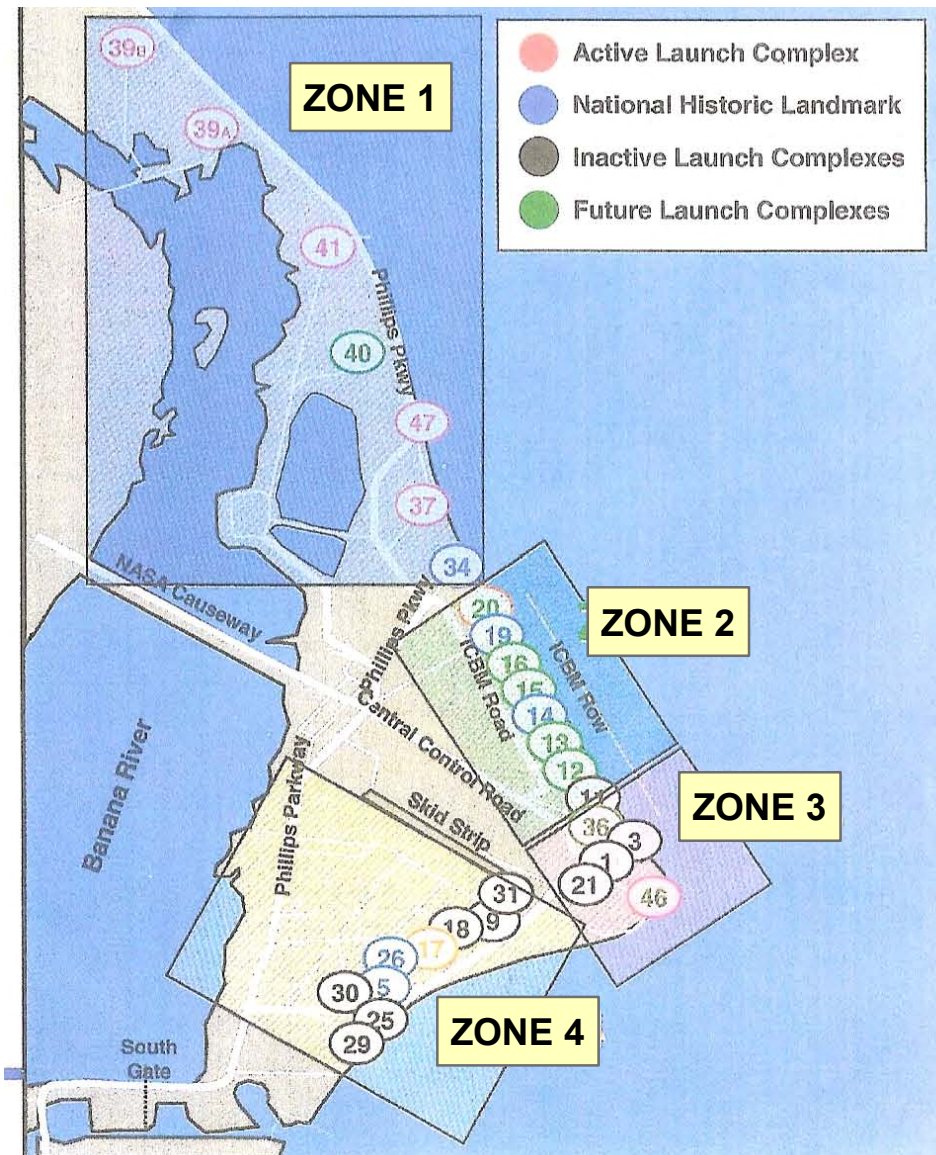 39B
ZONE 1
39A
41
Phillips Pkwy
40
47
37
34
Active Launch Complex
National Historic Landmark
Inactive Launch Complexes
Future Launch Complexes
NASA Causeway
Phillips Pkwy
Central Control Road
Banana River
Phillips Parkway
Skid Strip
ZONE 2
20
19
16
15
14
13
12
11
ICBM Road
ICBM Row
ZONE 3
36
3
1
21
46
31
9
18
17
26
5
30
25
29
ZONE 4
South
Gate